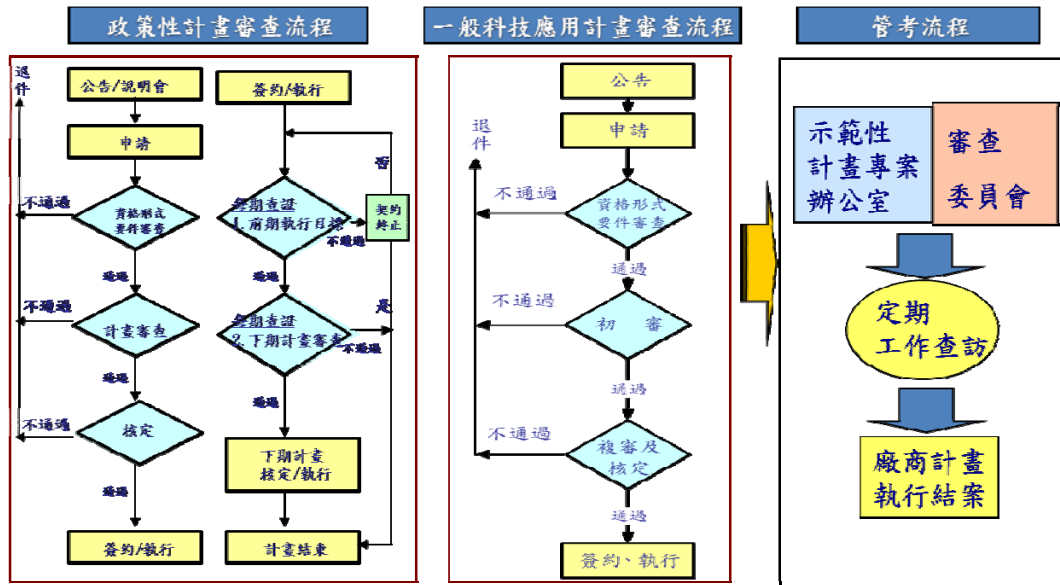 政策性計畫審查流程
一般科技應用計畫審查流程
管考流程
退件
公告/說明會
申請
不通過
資格形式
要件審查
通過
不通過
計畫審查
通過
不通過
核定
通過
簽約/執行
簽約/執行
否
每期查證
1.前期執行目標
不通過
契約
終止
通過
是
每期查證
2.下期計畫審查
不通過
通過
下期計畫
核定/執行
計畫結束
公告
退件
申請
不通過
資格形式
要件審查
通過
不通過
初 審
通過
不通過
複審及
核定
通過
簽約、執行
示範性
計畫專案
辦公室
審查
委員會
定期
工作查訪
廠商計畫
執行結案